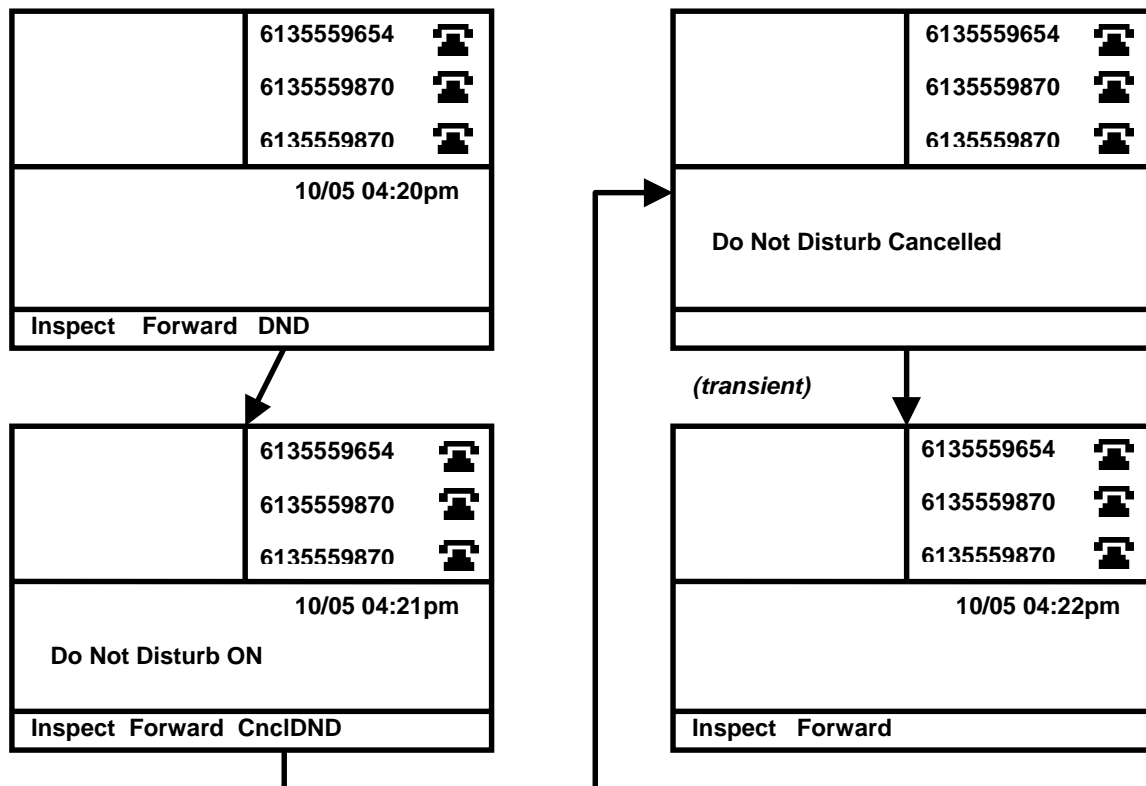 6135559654
6135559870
6135559870
10/05 04:20pm
Inspect Forward DND
6135559654
6135559870
6135559870
10/05 04:21pm
Do Not Disturb ON
Inspect Forward CnclDND
6135559654
6135559870
6135559870
Do Not Disturb Cancelled
(transient)
6135559654
6135559870
6135559870
10/05 04:22pm
Inspect Forward